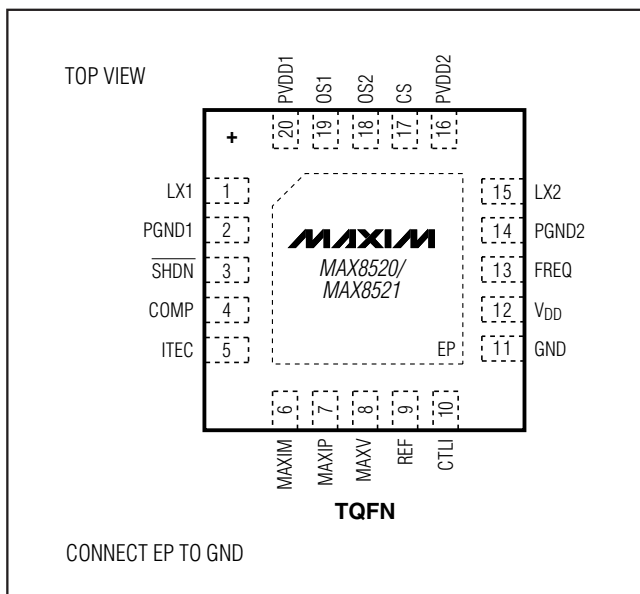 TOP VIEW
PVDD1 OS1 OS2 CS PVDD2
20 19 18 17 16
+
LX1 1
PGND1 2
SHDN 3
COMP 4
ITEC 5
MAXIM
MAX8520/
MAX8521
EP
15 LX2
14 PGND2
13 FREQ
12 VDD
11 GND
6 7 8 9 10
MAXIM MAXIP MAXV REF CTLI
TQFN
CONNECT EP TO GND